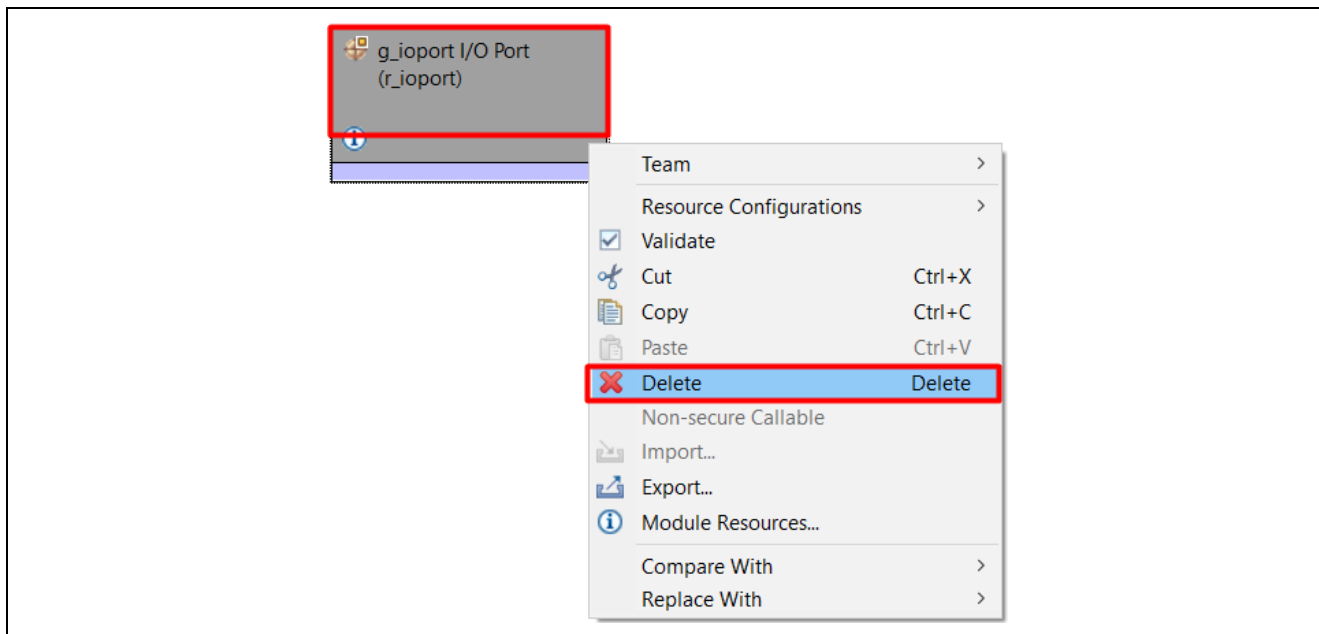 g_ioport I/O Port
(r_ioport)
Team
Resource Configurations
Validate
Cut Ctrl+X
Copy Ctrl+C
Paste Ctrl+V
Delete Delete
Non-secure Callable
Import...
Export...
Module Resources...
Compare With
Replace With